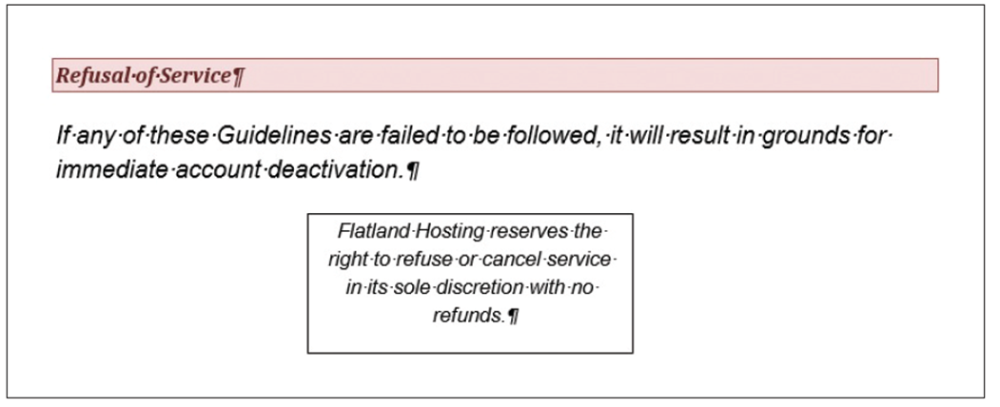 Refusal·of·Service¶
If·any·of·these·Guidelines·are·failed·to·be·followed,·it·will·result·in·grounds·for·
immediate·account·deactivation.¶
Flatland·Hosting·reserves·the·
right·to·refuse·or·cancel·service·
in·its·sole·discretion·with·no·
refunds.¶